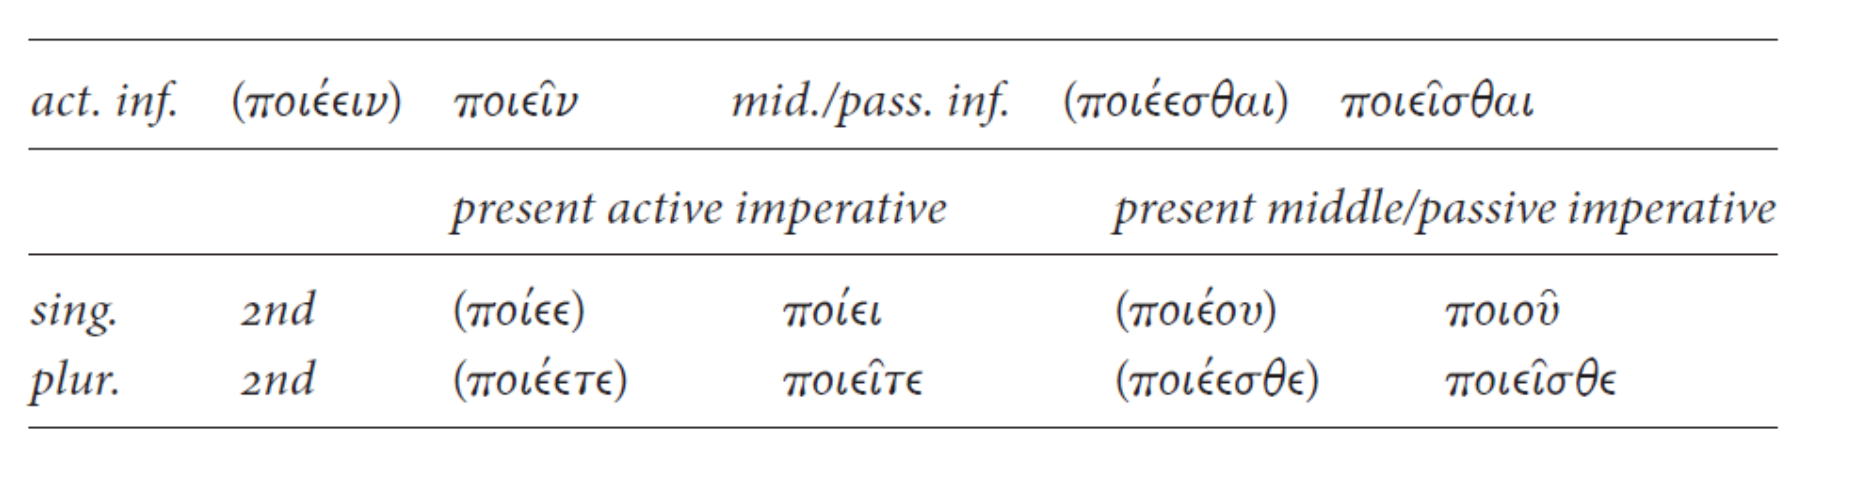 act. inf. (ποιέειν) ποιεῖν mid./pass. inf. (ποιέεσθαι) ποιεῖσθαι
present active imperative present middle/passive imperative
sing. 2nd (ποίεε) ποίει (ποιέου) ποιοῦ
plur. 2nd (ποιέετε) ποιεῖτε (ποιέεσθε) ποιεῖσθε